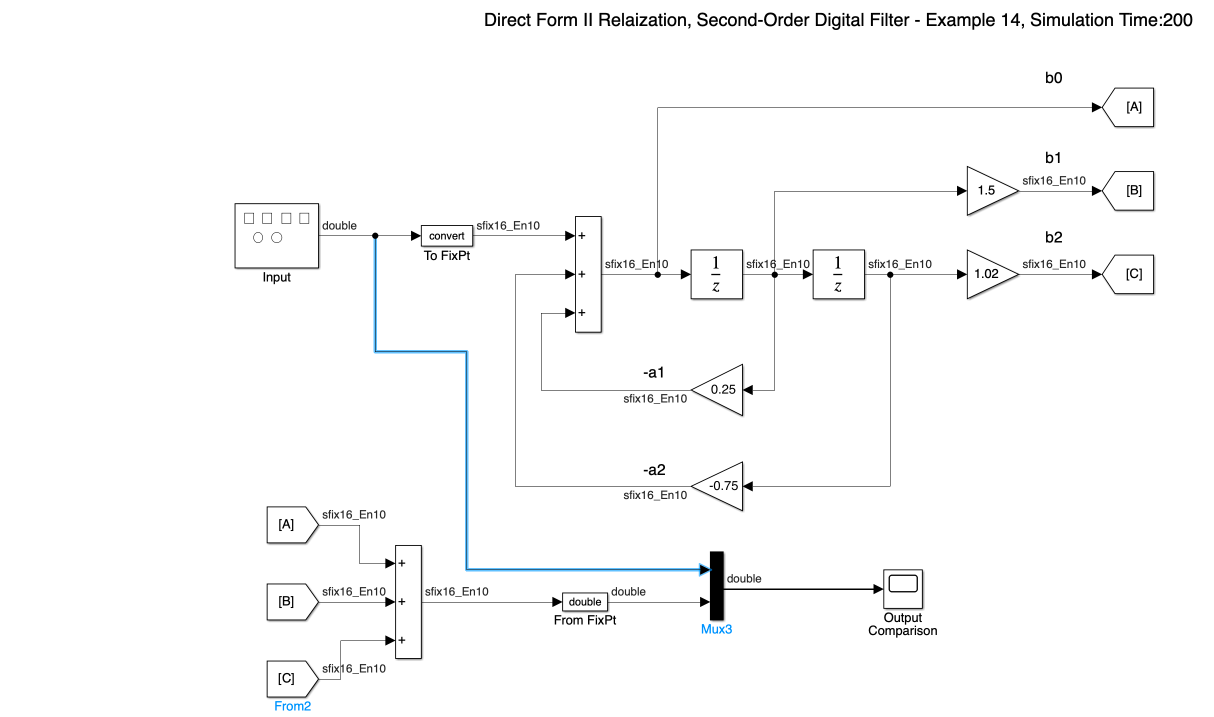 Direct Form II Relaization, Second-Order Digital Filter - Example 14, Simulation Time:200
b0
[A]
b1
1.5
sfix16_En10
[B]
double
convert
sfix16_En10
+
To FixPt
Input
b2
+
sfix16_En10
1
z
sfix16_En10
1
z
sfix16_En10
1.02
sfix16_En10
[C]
+
-a1
0.25
sfix16_En10
-a2
-0.75
sfix16_En10
[A]
sfix16_En10
+
[B]
sfix16_En10
+
sfix16_En10
double
double
From FixPt
+
[C]
sfix16_En10
From2
double
Mux3
Output
Comparison